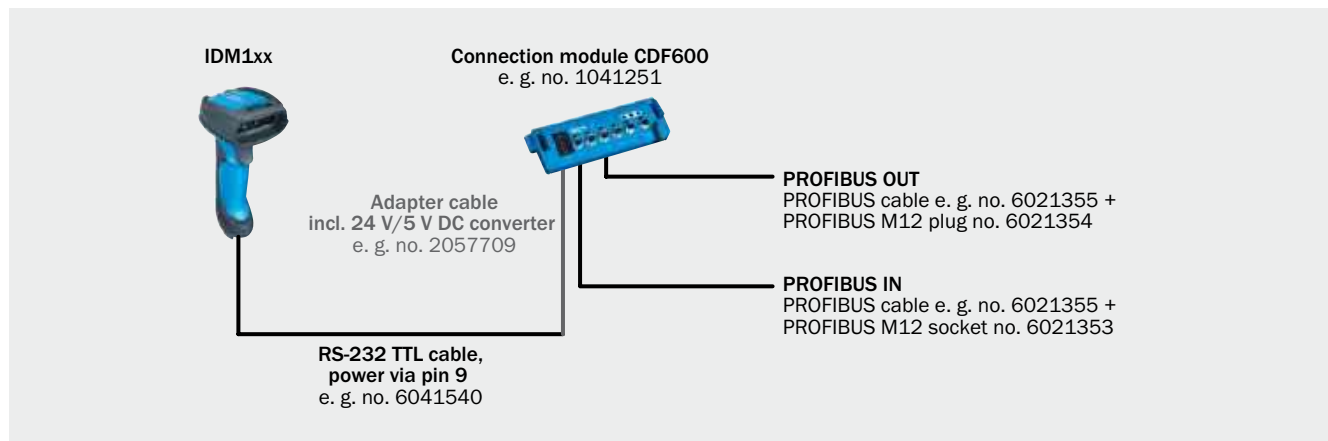 IDM1xx
Connection module CDF600
e. g. no. 1041251
Adapter cable
incl. 24 V/5 V DC converter
e. g. no. 2057709
PROFIBUS OUT
PROFIBUS cable e. g. no. 6021355 +
PROFIBUS M12 plug no. 6021354
PROFIBUS IN
PROFIBUS cable e. g. no. 6021355 +
PROFIBUS M12 socket no. 6021353
RS-232 TTL cable,
power via pin 9
e. g. no. 6041540